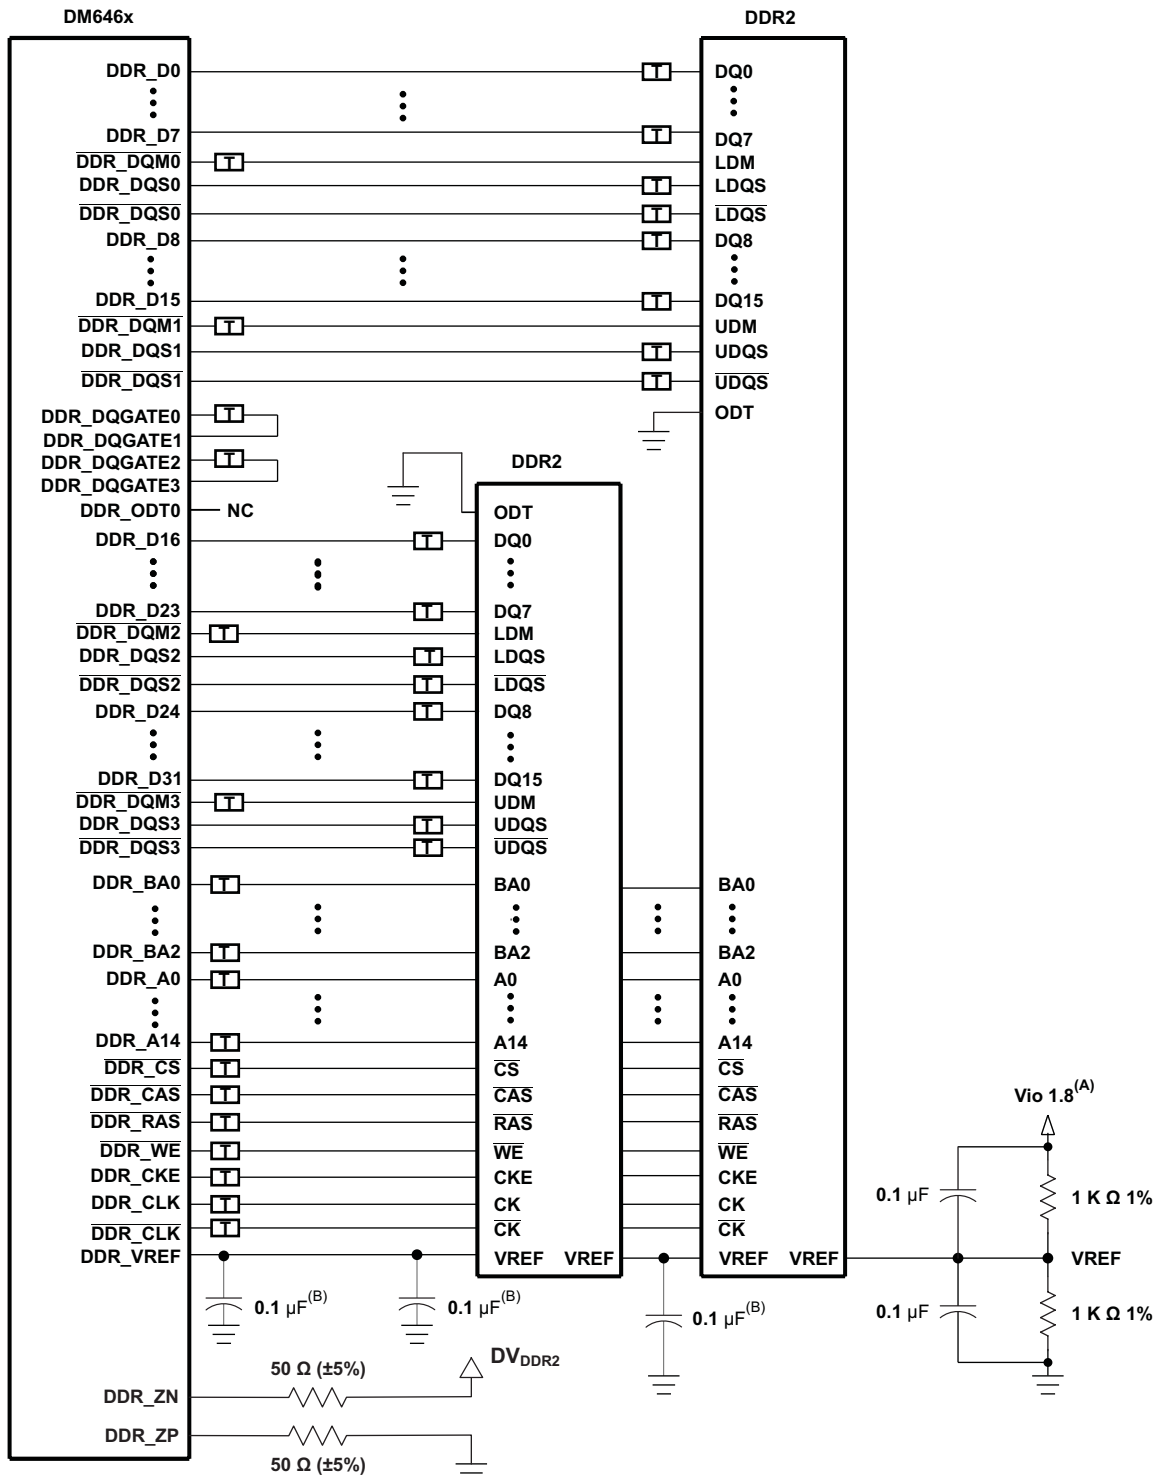 DM646x DDR2
DDR_D0 T DQ0
DDR_D7 T DQ7
DDR_DQM0 T LDM
DDR_DQS0 T LDQS
DDR_DQS0 T LDQS
DDR_D8 T DQ8
DDR_D15 T DQ15
DDR_DQM1 T UDM
DDR_DQS1 T UDQS
DDR_DQS1 T UDQS
DDR_DQGATE0 T ODT
DDR_DQGATE1
DDR_DQGATE2 T DDR2
DDR_DQGATE3
DDR_ODT0 NC ODT
DDR_D16 T DQ0
DDR_D23 T DQ7
DDR_DQM2 T LDM
DDR_DQS2 T LDQS
DDR_DQS2 T LDQS
DDR_D24 T DQ8
DDR_D31 T DQ15
DDR_DQM3 T UDM
DDR_DQS3 T UDQS
DDR_DQS3 T UDQS
DDR_BA0 T BA0 BA0
DDR_BA2 T BA2 BA2
DDR_A0 T A0 A0
DDR_A14 T A14 A14
DDR_CS T CS CS
DDR_CAS T CAS CAS Vio 1.8(A)
DDR_RAS T RAS RAS
DDR_WE T WE WE
DDR_CKE T CKE CKE
DDR_CLK T CK CK 0.1 µF 1 K Ω 1%
DDR_CLK T CK CK
DDR_VREF VREF VREF VREF VREF VREF
0.1 µF(B) 0.1 µF(B) 0.1 µF(B) 0.1 µF 1 K Ω 1%
50 Ω (±5%) DVDDR2
DDR_ZN
DDR_ZP
50 Ω (±5%)